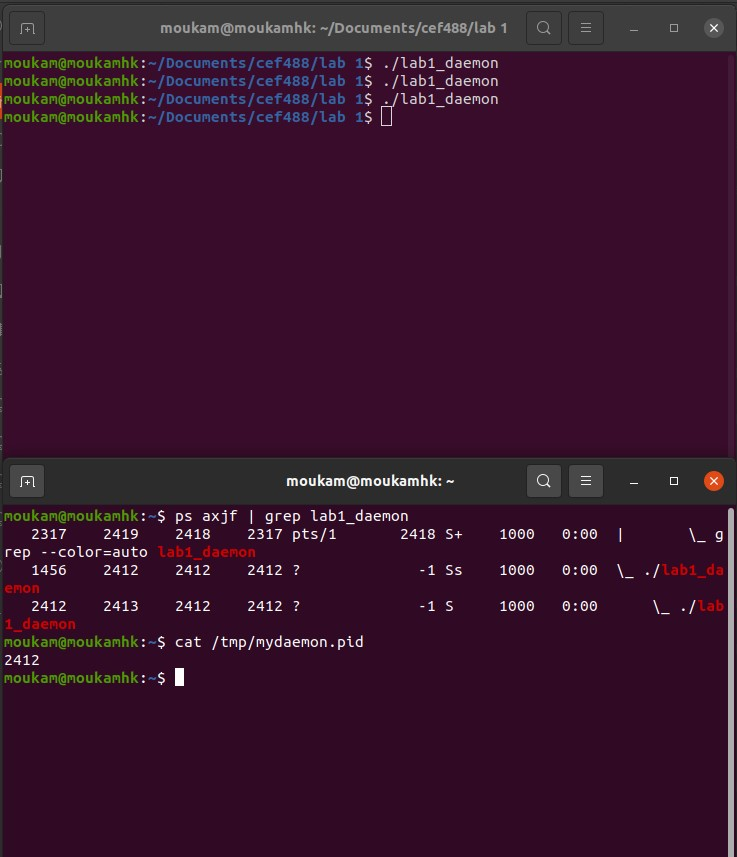 moukam@moukamhk: ~/Documents/cef488/lab 1
moukam@moukamhk:~/Documents/cef488/lab 1$ ./lab1_daemon
moukam@moukamhk:~/Documents/cef488/lab 1$ ./lab1_daemon
moukam@moukamhk:~/Documents/cef488/lab 1$ ./lab1_daemon
moukam@moukamhk:~/Documents/cef488/lab 1$
moukam@moukamhk: ~
moukam@moukamhk:~$ ps axjf | grep lab1_daemon
   2317    2419    2418    2317 pts/1       2418 S+    1000   0:00  |       \_ g
rep --color=auto lab1_daemon
   1456    2412    2412    2412 ?             -1 Ss    1000   0:00  \_ ./lab1_da
emon
   2412    2413    2412    2412 ?             -1 S     1000   0:00      \_ ./lab
1_daemon
moukam@moukamhk:~$ cat /tmp/mydaemon.pid
2412
moukam@moukamhk:~$